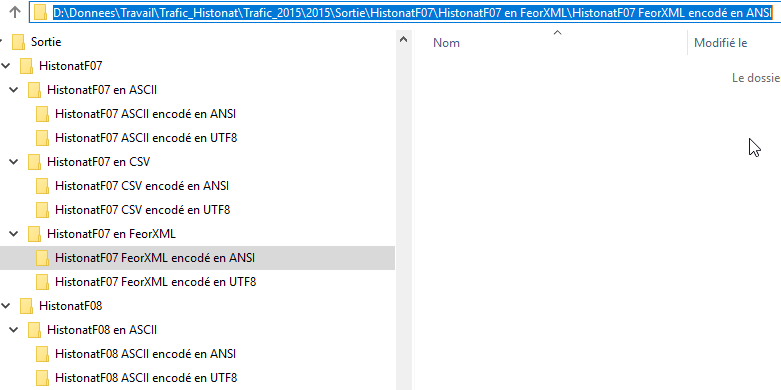 D:\Donnees\Travail\Trafic_Histonat\Trafic_2015\2015\Sortie\HistonatF07\HistonatF07 en FeorXML\HistonatF07 FeorXML encodé en ANSI
Sortie
HistonatF07
HistonatF07 en ASCII
HistonatF07 ASCII encodé en ANSI
HistonatF07 ASCII encodé en UTF8
HistonatF07 en CSV
HistonatF07 CSV encodé en ANSI
HistonatF07 CSV encodé en UTF8
HistonatF07 en FeorXML
HistonatF07 FeorXML encodé en ANSI
HistonatF07 FeorXML encodé en UTF8
HistonatF08
HistonatF08 en ASCII
HistonatF08 ASCII encodé en ANSI
HistonatF08 ASCII encodé en UTF8
Nom
Modifié le
Le dossie